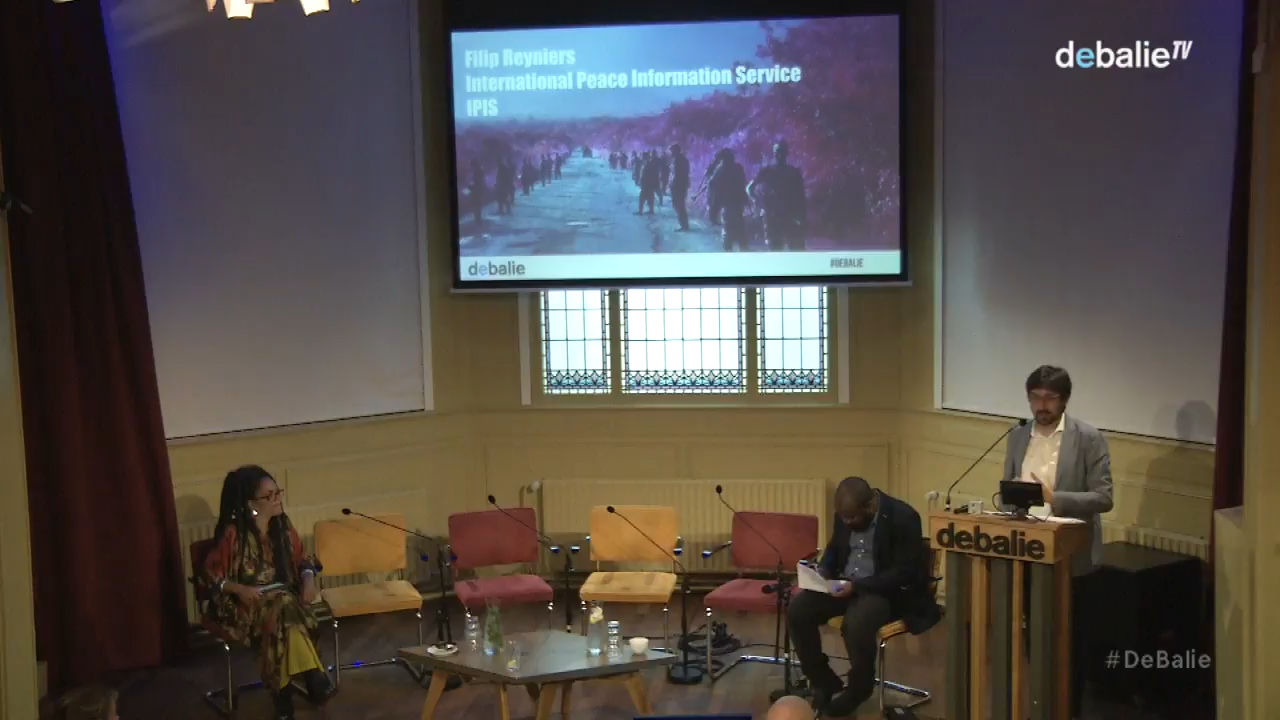 Filip Reyniers
International Peace Information Service
IPIS
debalie
#DEBALIE
debalieTV
debalie
#DeBalie